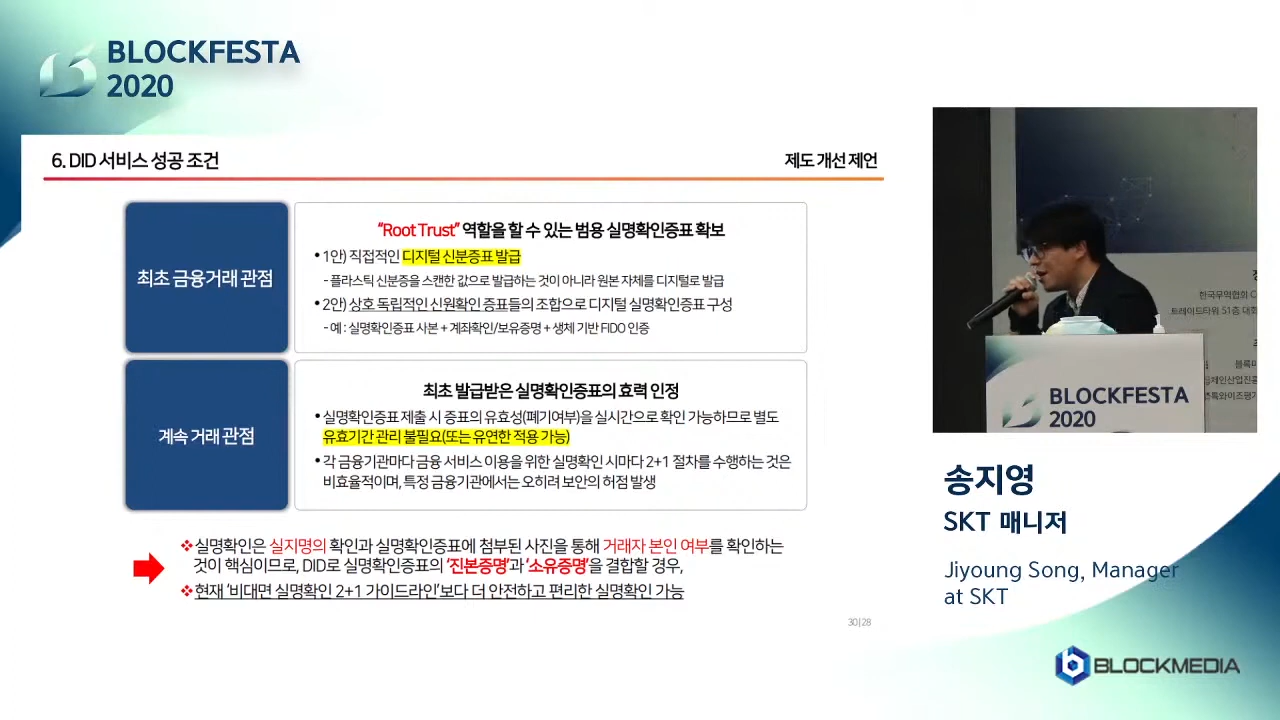 BLOCKFESTA
2020
6. DID 서비스 성공 조건
제도 개선 제언
최초 금융거래 관점
“Root Trust” 역할을 할 수 있는 범용 실명확인증표 확보
• 1안) 직접적인 디지털 신분증표 발급
- 플라스틱 신분증을 스캔한 값으로 발급하는 것이 아니라 원본 자체를 디지털로 발급
• 2안) 상호 독립적인 신원확인 증표들의 조합으로 디지털 실명확인증표 구성
- 예 : 실명확인증표 사본 + 계좌확인/보유증명 + 생체 기반 FIDO 인증
계속 거래 관점
최초 발급받은 실명확인증표의 효력 인정
• 실명확인증표 제출 시 증표의 유효성(폐기여부)을 실시간으로 확인 가능하므로 별도
유효기간 관리 불필요(또는 유연한 적용 가능)
• 각 금융기관마다 금융 서비스 이용을 위한 실명확인 시마다 2+1 절차를 수행하는 것은
비효율적이며, 특정 금융기관에서는 오히려 보안의 허점 발생
❖실명확인은 실지명의 확인과 실명확인증표에 첨부된 사진을 통해 거래자 본인 여부를 확인하는
것이 핵심이므로, DID로 실명확인증표의 ‘진본증명’과 ‘소유증명’을 결합할 경우,
❖현재 ‘비대면 실명확인 2+1 가이드라인’보다 더 안전하고 편리한 실명확인 가능
30|28
한국무역협회
트레이드타워 51층
BLOCKFESTA
2020
송지영
SKT 매니저
Jiyoung Song, Manager
at SKT
BLOCKMEDIA